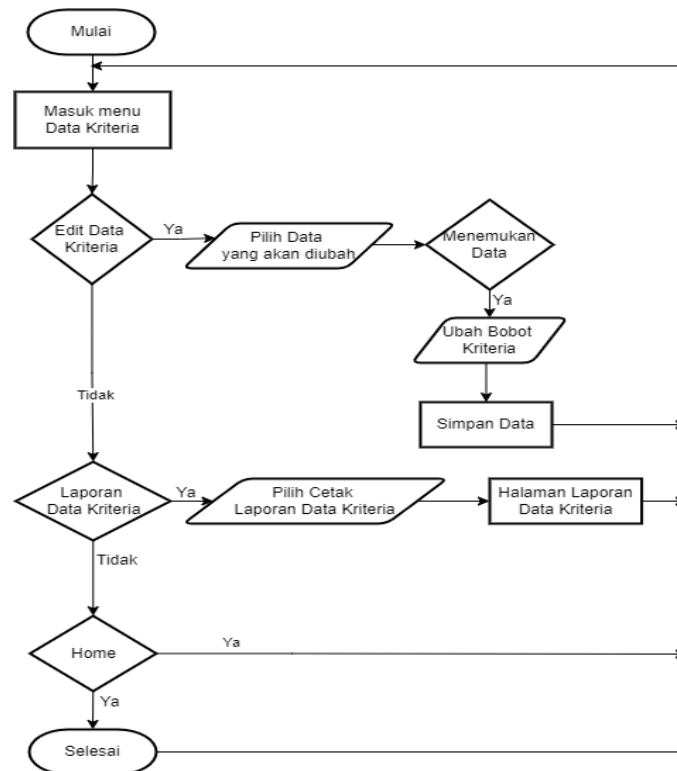 Mulai
Masuk menu
Data Kriteria
Edit Data
Kriteria
Ya
Pilih Data
yang akan diubah
Menemukan
Data
Ya
Ubah Bobot
Kriteria
Simpan Data
Tidak
Laporan
Data Kriteria
Ya
Pilih Cetak
Laporan Data Kriteria
Halaman Laporan
Data Kriteria
Tidak
Home
Ya
Ya
Selesai